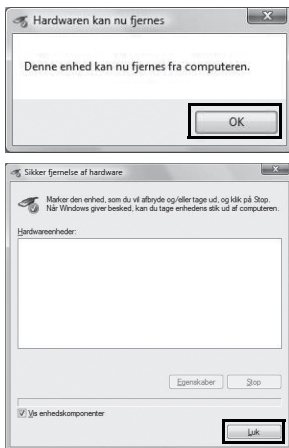 Hardwaren kan nu fjernes
Denne enhed kan nu fjernes fra computeren.
OK
Sikker fjernelse af hardware
Marker den enhed, som du vil afbryde og/eller tage ud, og klik på Stop.
Når Windows giver besked, kan du tage enhedens stik ud af computeren.
Hardwareenheder:
Egenskaber
Stop
Vis enhedskomponenter
Luk